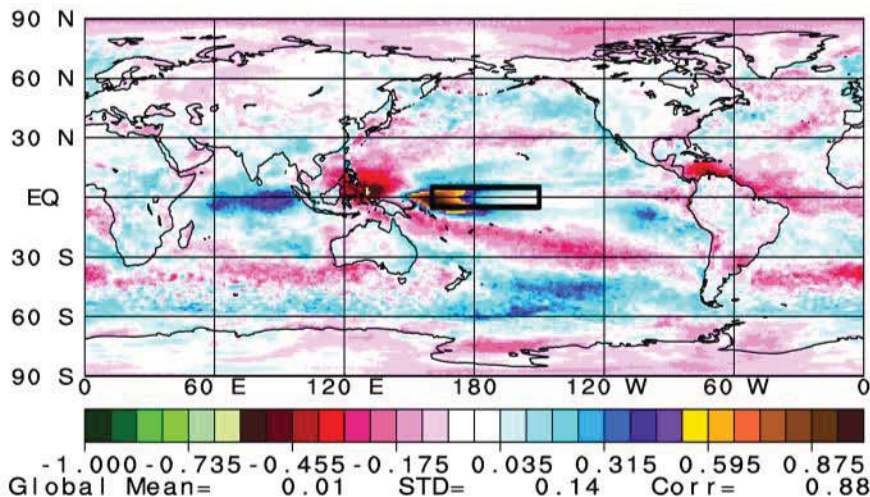 90 N
60 N
30 N
EQ
30 S
60 S
90 S
0 60 E 120 E 180 120 W 60 W 0
-1.000 -0.735 -0.455 -0.175 0.035 0.315 0.595 0.875
Global Mean= 0.01 STD= 0.14 Corr= 0.88